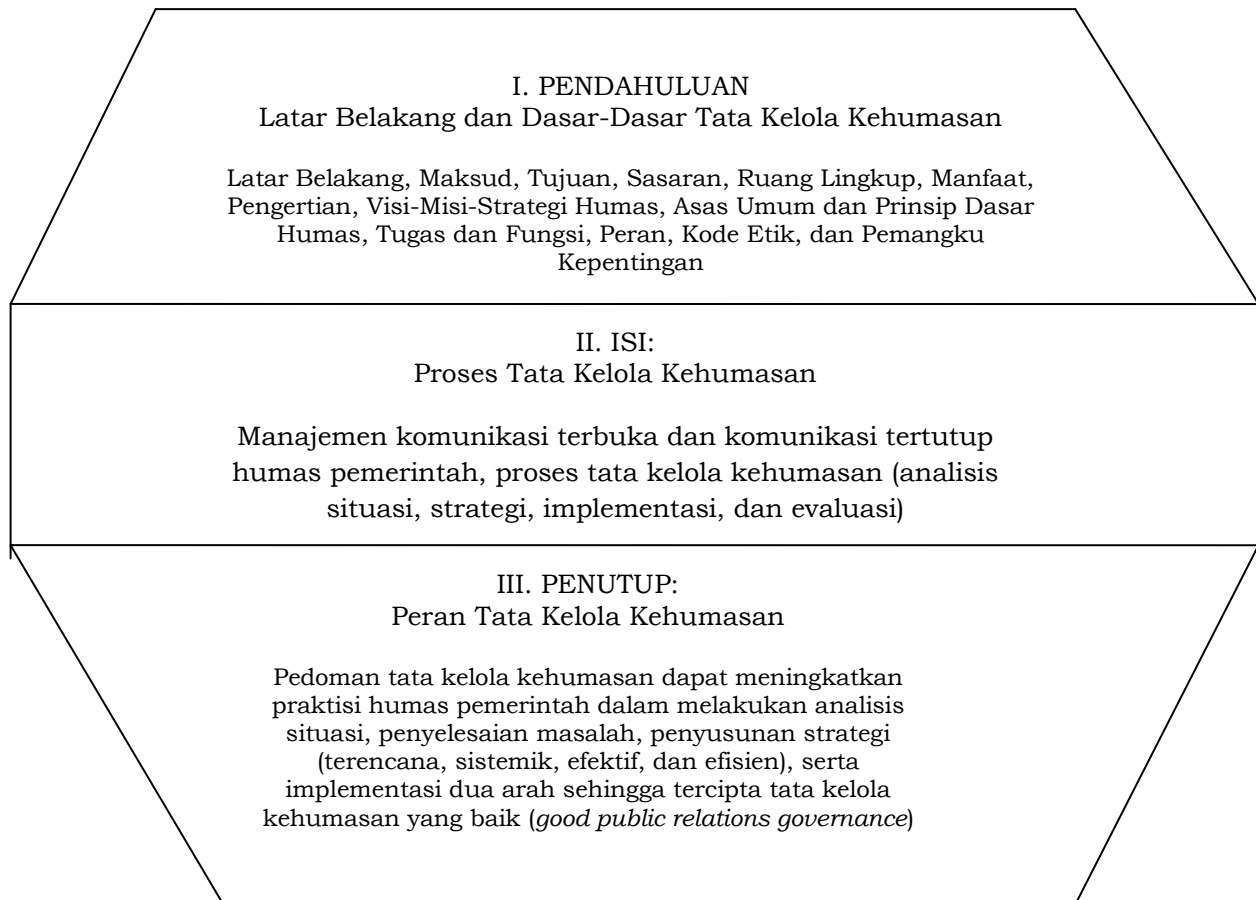 I. PENDAHULUAN
Latar Belakang dan Dasar-Dasar Tata Kelola Kehumasan
Latar Belakang, Maksud, Tujuan, Sasaran, Ruang Lingkup, Manfaat,
Pengertian, Visi-Misi-Strategi Humas, Asas Umum dan Prinsip Dasar
Humas, Tugas dan Fungsi, Peran, Kode Etik, dan Pemangku
Kepentingan
II. ISI:
Proses Tata Kelola Kehumasan
Manajemen komunikasi terbuka dan komunikasi tertutup
humas pemerintah, proses tata kelola kehumasan (analisis
situasi, strategi, implementasi, dan evaluasi)
III. PENUTUP:
Peran Tata Kelola Kehumasan
Pedoman tata kelola kehumasan dapat meningkatkan
praktisi humas pemerintah dalam melakukan analisis
situasi, penyelesaian masalah, penyusunan strategi
(terencana, sistemik, efektif, dan efisien), serta
implementasi dua arah sehingga tercipta tata kelola
kehumasan yang baik (good public relations governance)